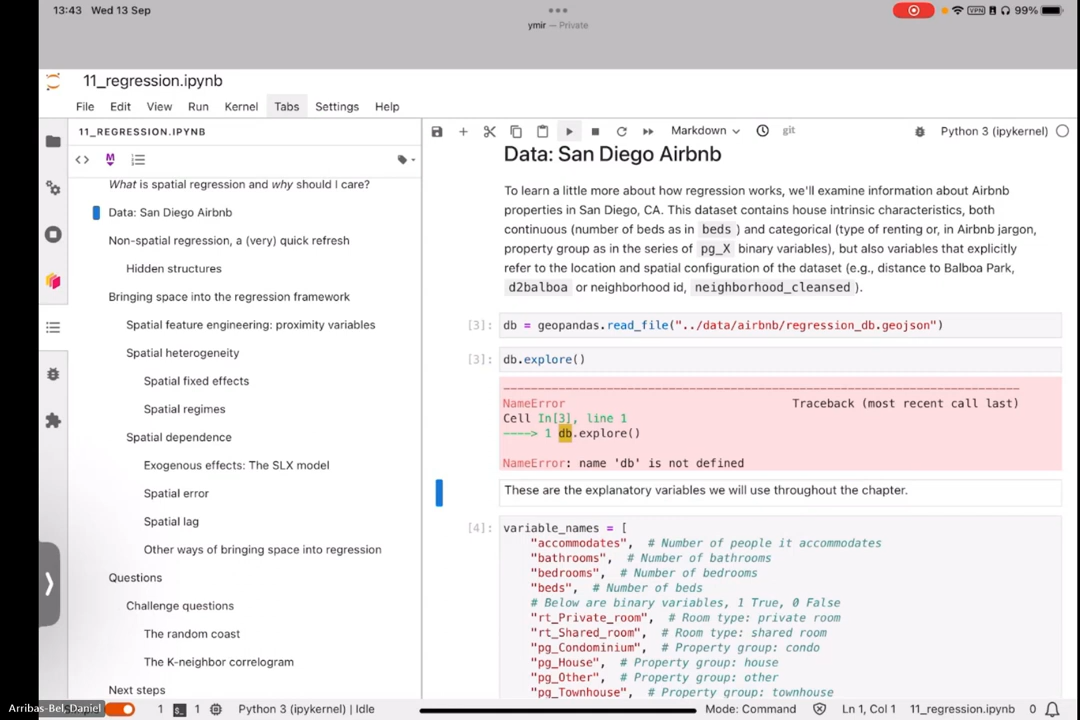 13:43 Wed 13 Sep
ymir — Private
VPN
99%
11_regression.ipynb
File Edit View Run Kernel Tabs Settings Help
11_REGRESSION.IPYNB
Markdown
git
Python 3 (ipykernel)
What is spatial regression and why should I care?
Data: San Diego Airbnb
Non-spatial regression, a (very) quick refresh
Hidden structures
Bringing space into the regression framework
Spatial feature engineering: proximity variables
Spatial heterogeneity
Spatial fixed effects
Spatial regimes
Spatial dependence
Exogenous effects: The SLX model
Spatial error
Spatial lag
Other ways of bringing space into regression
Questions
Challenge questions
The random coast
The K-neighbor correlogram
Next steps
Data: San Diego Airbnb
To learn a little more about how regression works, we'll examine information about Airbnb
properties in San Diego, CA. This dataset contains house intrinsic characteristics, both
continuous (number of beds as in beds ) and categorical (type of renting or, in Airbnb jargon,
property group as in the series of pg_X binary variables), but also variables that explicitly
refer to the location and spatial configuration of the dataset (e.g., distance to Balboa Park,
d2balboa or neighborhood id, neighborhood_cleansed ).
[3]: db = geopandas.read_file("../data/airbnb/regression_db.geojson")
[3]: db.explore()
---------------------------------------------------------------------------
NameError Traceback (most recent call last)
Cell In[3], line 1
----> 1 db.explore()
NameError: name 'db' is not defined
These are the explanatory variables we will use throughout the chapter.
[4]: variable_names = [
"accommodates", # Number of people it accommodates
"bathrooms", # Number of bathrooms
"bedrooms", # Number of bedrooms
"beds", # Number of beds
# Below are binary variables, 1 True, 0 False
"rt_Private_room", # Room type: private room
"rt_Shared_room", # Room type: shared room
"pg_Condominium", # Property group: condo
"pg_House", # Property group: house
"pg_Other", # Property group: other
"pg_Townhouse", # Property group: townhouse
Arribas-Bel, Daniel
1 1 Python 3 (ipykernel) | Idle
Mode: Command Ln 1, Col 1 11_regression.ipynb 0